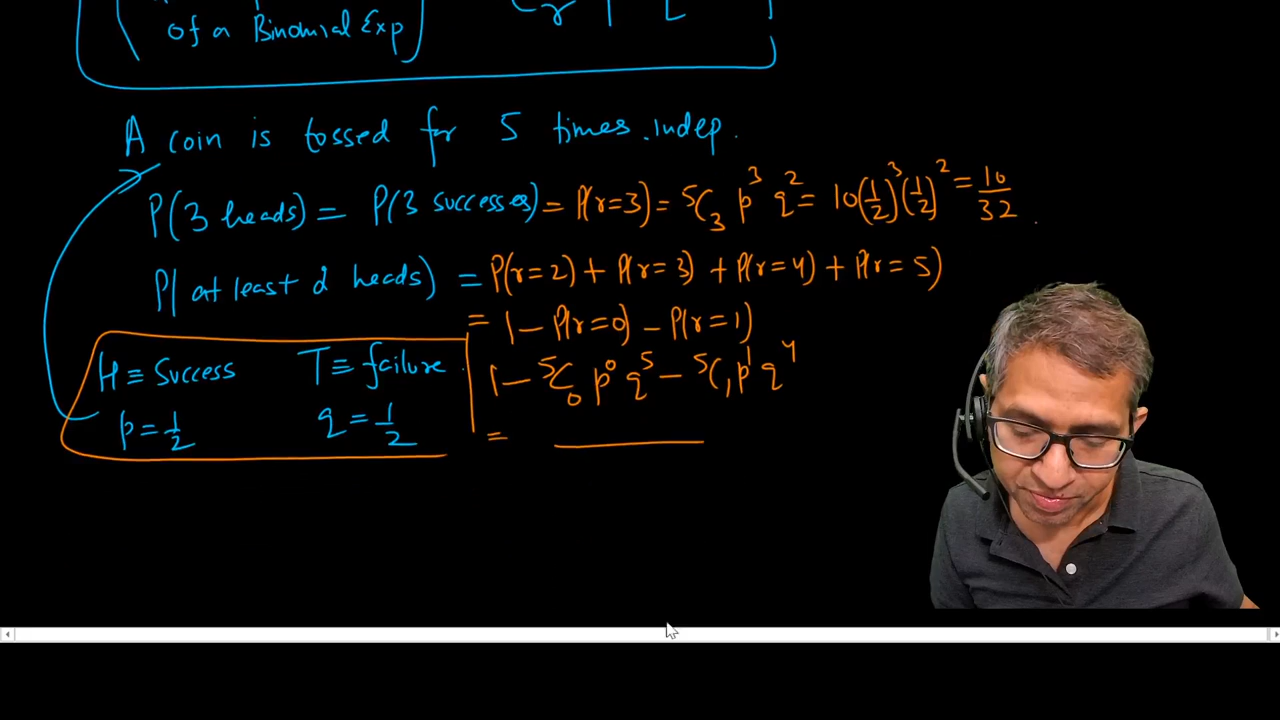 of a Binomial Exp
A coin is tossed for 5 times .indep.
P(3 heads) = P(3 successes) = P(r=3) = ⁵C₃ p³ q² = 10(1/2)³(1/2)² = 10/32
P( at least 2 heads) = P(r=2) + P(r=3) + P(r=4) + P(r=5)
= 1 − P(r=0) − P(r=1)
1 − ⁵C₀ p⁰ q⁵ − ⁵C₁ p¹ q⁴
=
H ≡ Success T ≡ failure
p = 1/2 q = 1/2